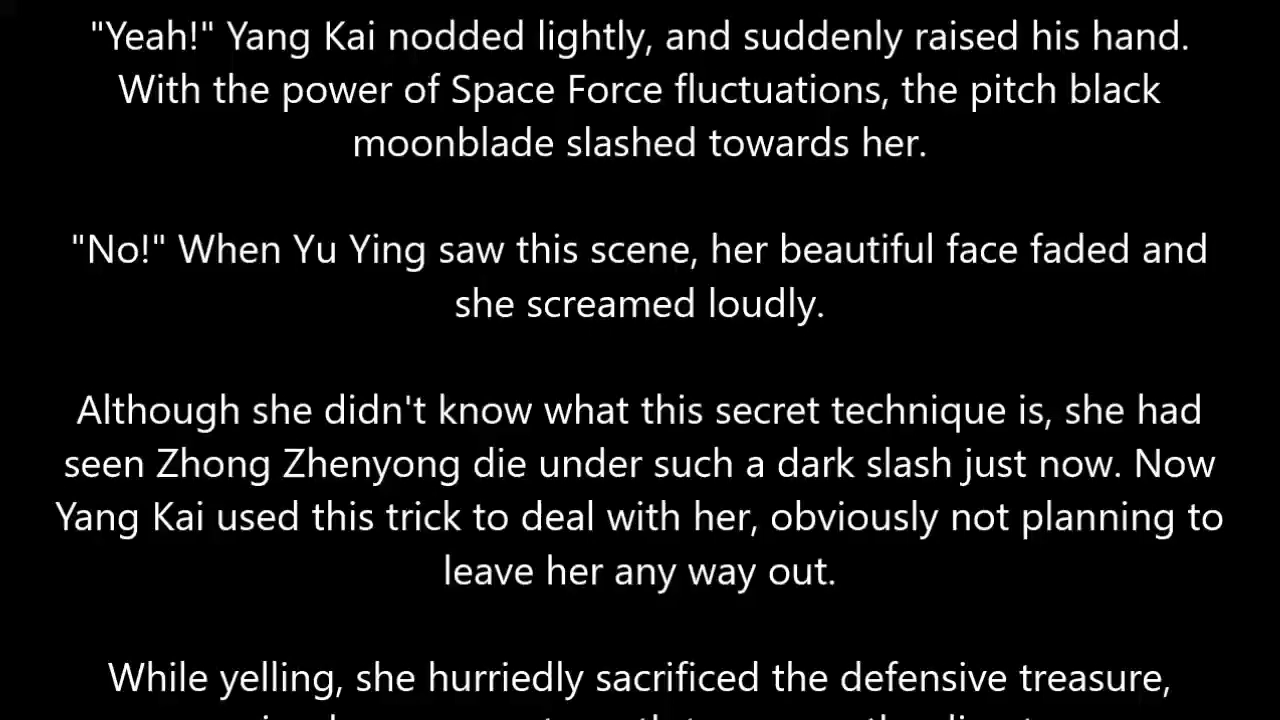 "Yeah!" Yang Kai nodded lightly, and suddenly raised his hand.
With the power of Space Force fluctuations, the pitch black
moonblade slashed towards her.
"No!" When Yu Ying saw this scene, her beautiful face faded and
she screamed loudly.
Although she didn't know what this secret technique is, she had
seen Zhong Zhenyong die under such a dark slash just now. Now
Yang Kai used this trick to deal with her, obviously not planning to
leave her any way out.
While yelling, she hurriedly sacrificed the defensive treasure,